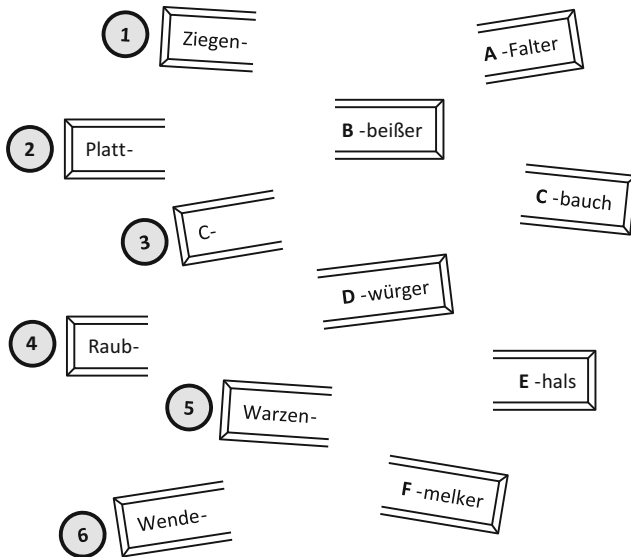 1 Ziegen-
A -Falter
2 Platt-
B -beißer
3 C-
C -bauch
D -würger
4 Raub-
5 Warzen-
E -hals
6 Wende-
F -melker